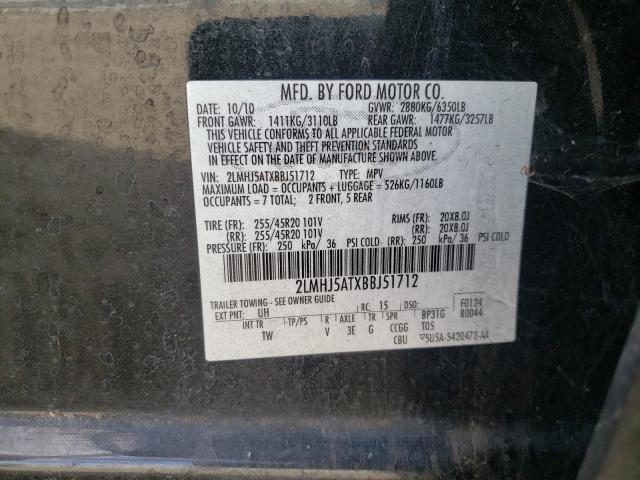 MFD. BY FORD MOTOR CO.
DATE: 10/10 GVWR: 2880KG/6350LB
FRONT GAWR: 1411KG/3110LB REAR GAWR: 1477KG/3257LB
THIS VEHICLE CONFORMS TO ALL APPLICABLE FEDERAL MOTOR
VEHICLE SAFETY AND THEFT PREVENTION STANDARDS
IN EFFECT ON THE DATE OF MANUFACTURE SHOWN ABOVE.
VIN: 2LMHJ5ATXBBJ51712 TYPE: MPV
MAXIMUM LOAD = OCCUPANTS + LUGGAGE = 526KG/1160LB
OCCUPANTS = 7 TOTAL: 2 FRONT, 5 REAR
TIRE (FR): 255/45R20 101V RIMS (FR): 20X8.0J
(RR): 255/45R20 101V (RR): 20X8.0J
PRESSURE (FR): 250 kPa/ 36 PSI COLD (RR): 250 kPa/ 36 PSI COLD
2LMHJ5ATXBBJ51712
TRAILER TOWING - SEE OWNER GUIDE
EXT PNT: UH RC: 15 DSO: F0124
BP31G R0044
INT TR TP/PS R AXLE TR SPR
TW V 3E G CCGG T05
CBU 5U5A-5420472-AA